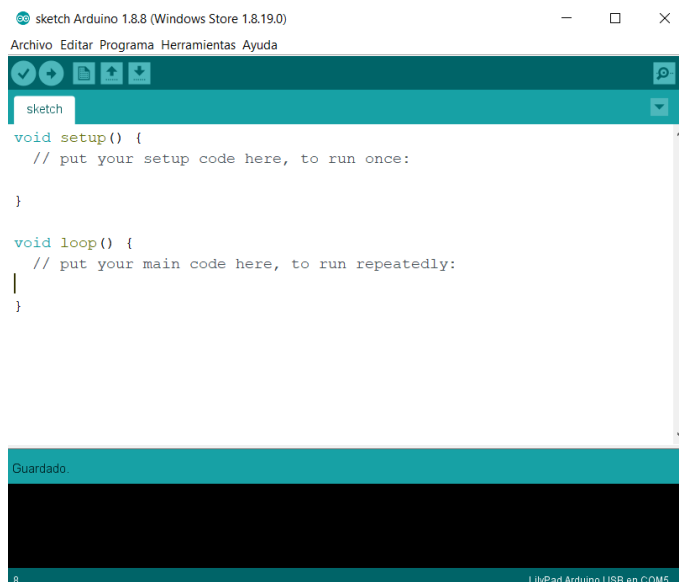 sketch Arduino 1.8.8 (Windows Store 1.8.19.0)
Archivo Editar Programa Herramientas Ayuda
sketch
void setup() {
  // put your setup code here, to run once:
}
void loop() {
  // put your main code here, to run repeatedly:
}
Guardado.
8
LilyPad Arduino USB en COM5